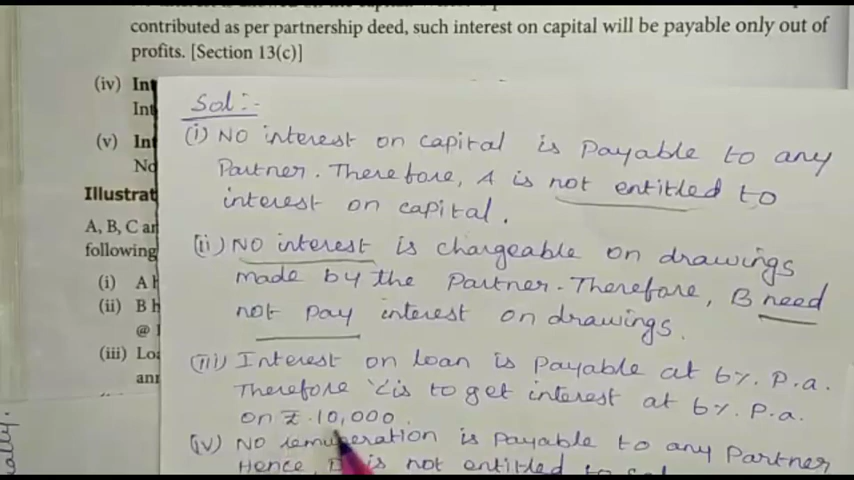 contributed as per partnership deed, such interest on capital will be payable only out of
profits. [Section 13(c)]
(iv) Int
Int
(v) Int
No
Illustrat
A, B, C an
following
(i) A h
(ii) B h
@
(iii) Loa
ann
Sol:-
(i) NO interest on capital is payable to any
Partner. Therefore, A is not entitled to
interest on capital.
(ii) NO interest is chargeable on drawings
made by the Partner. Therefore, B need
not pay interest on drawings.
(iii) Interest on loan is payable at 6% P.a.
Therefore 'C is to get interest at 6% P.a.
on ₹.10,000.
(iv) NO remuneration is payable to any Partner
Hence, D is not entitled to
ally.